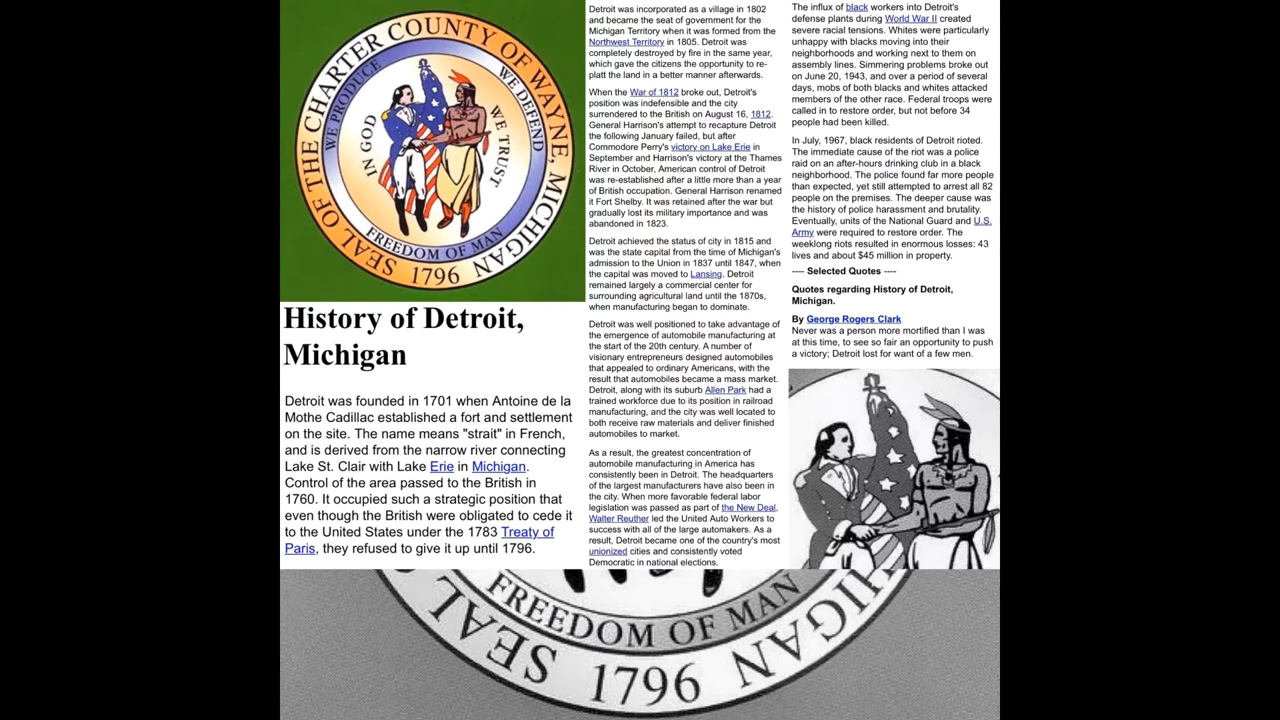 SEAL OF THE CHARTER COUNTY OF WAYNE, MICHIGAN
WE PRODUCE
WE DEFEND
IN GOD
WE TRUST
FREEDOM OF MAN
1796
History of Detroit,
Michigan
Detroit was founded in 1701 when Antoine de la
Mothe Cadillac established a fort and settlement
on the site. The name means "strait" in French,
and is derived from the narrow river connecting
Lake St. Clair with Lake Erie in Michigan.
Control of the area passed to the British in
1760. It occupied such a strategic position that
even though the British were obligated to cede it
to the United States under the 1783 Treaty of
Paris, they refused to give it up until 1796.
Detroit was incorporated as a village in 1802
and became the seat of government for the
Michigan Territory when it was formed from the
Northwest Territory in 1805. Detroit was
completely destroyed by fire in the same year,
which gave the citizens the opportunity to re-
platt the land in a better manner afterwards.
When the War of 1812 broke out, Detroit's
position was indefensible and the city
surrendered to the British on August 16, 1812.
General Harrison's attempt to recapture Detroit
the following January failed, but after
Commodore Perry's victory on Lake Erie in
September and Harrison's victory at the Thames
River in October, American control of Detroit
was re-established after a little more than a year
of British occupation. General Harrison renamed
it Fort Shelby. It was retained after the war but
gradually lost its military importance and was
abandoned in 1823.
Detroit achieved the status of city in 1815 and
was the state capital from the time of Michigan's
admission to the Union in 1837 until 1847, when
the capital was moved to Lansing. Detroit
remained largely a commercial center for
surrounding agricultural land until the 1870s,
when manufacturing began to dominate.
Detroit was well positioned to take advantage of
the emergence of automobile manufacturing at
the start of the 20th century. A number of
visionary entrepreneurs designed automobiles
that appealed to ordinary Americans, with the
result that automobiles became a mass market.
Detroit, along with its suburb Allen Park had a
trained workforce due to its position in railroad
manufacturing, and the city was well located to
both receive raw materials and deliver finished
automobiles to market.
As a result, the greatest concentration of
automobile manufacturing in America has
consistently been in Detroit. The headquarters
of the largest manufacturers have also been in
the city. When more favorable federal labor
legislation was passed as part of the New Deal,
Walter Reuther led the United Auto Workers to
success with all of the large automakers. As a
result, Detroit became one of the country's most
unionized cities and consistently voted
Democratic in national elections.
The influx of black workers into Detroit's
defense plants during World War II created
severe racial tensions. Whites were particularly
unhappy with blacks moving into their
neighborhoods and working next to them on
assembly lines. Simmering problems broke out
on June 20, 1943, and over a period of several
days, mobs of both blacks and whites attacked
members of the other race. Federal troops were
called in to restore order, but not before 34
people had been killed.
In July, 1967, black residents of Detroit rioted.
The immediate cause of the riot was a police
raid on an after-hours drinking club in a black
neighborhood. The police found far more people
than expected, yet still attempted to arrest all 82
people on the premises. The deeper cause was
the history of police harassment and brutality.
Eventually, units of the National Guard and U.S.
Army were required to restore order. The
weeklong riots resulted in enormous losses: 43
lives and about $45 million in property.
---- Selected Quotes ----
Quotes regarding History of Detroit,
Michigan.
By George Rogers Clark
Never was a person more mortified than I was
at this time, to see so fair an opportunity to push
a victory; Detroit lost for want of a few men.
FREEDOM OF MAN
SEAL
1796
HIGAN